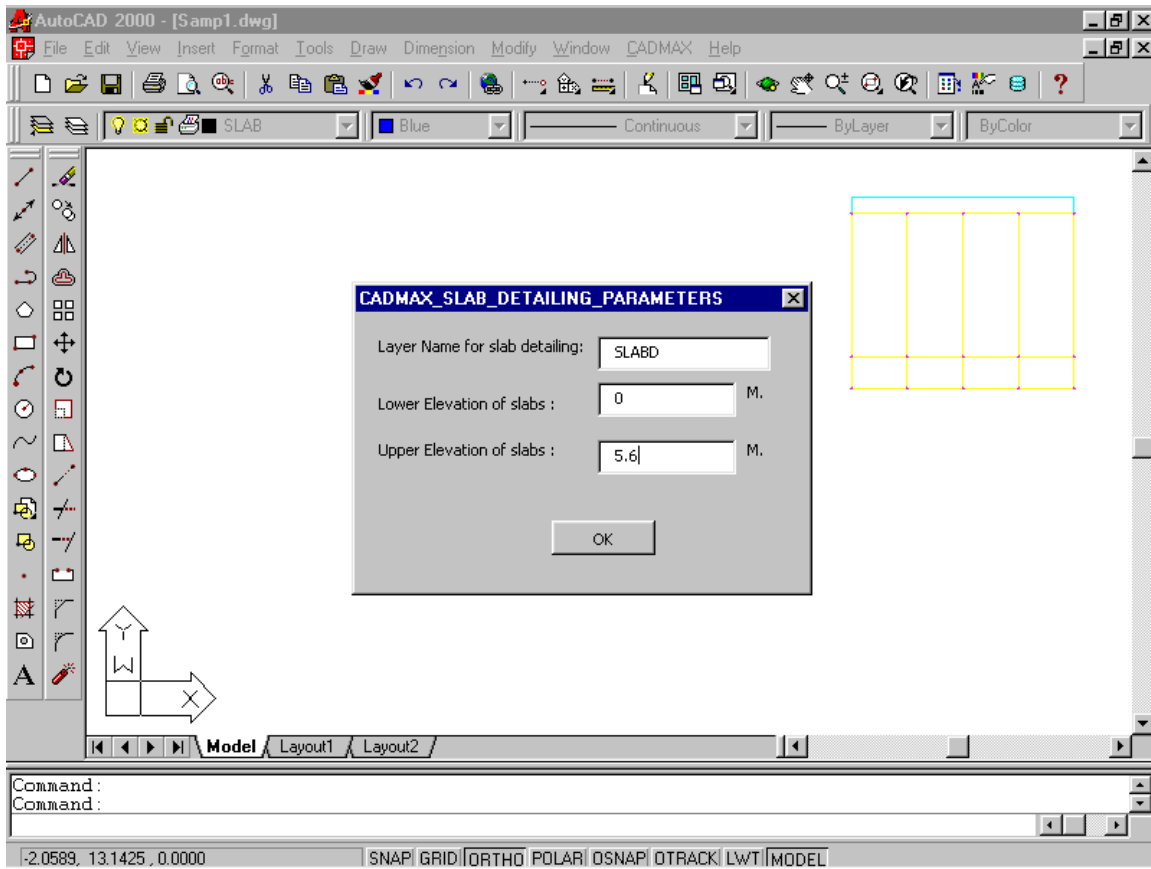 AutoCAD 2000 - [Samp1.dwg]
File Edit View Insert Format Tools Draw Dimension Modify Window CADMAX Help
SLAB Blue Continuous ByLayer ByColor
CADMAX_SLAB_DETAILING_PARAMETERS
Layer Name for slab detailing: SLABD
Lower Elevation of slabs : 0 M.
Upper Elevation of slabs : 5.6 M.
OK
Y
W
X
A
Model Layout1 Layout2
Command:
Command:
-2.0589, 13.1425 , 0.0000 SNAP GRID ORTHO POLAR OSNAP OTRACK LWT MODEL